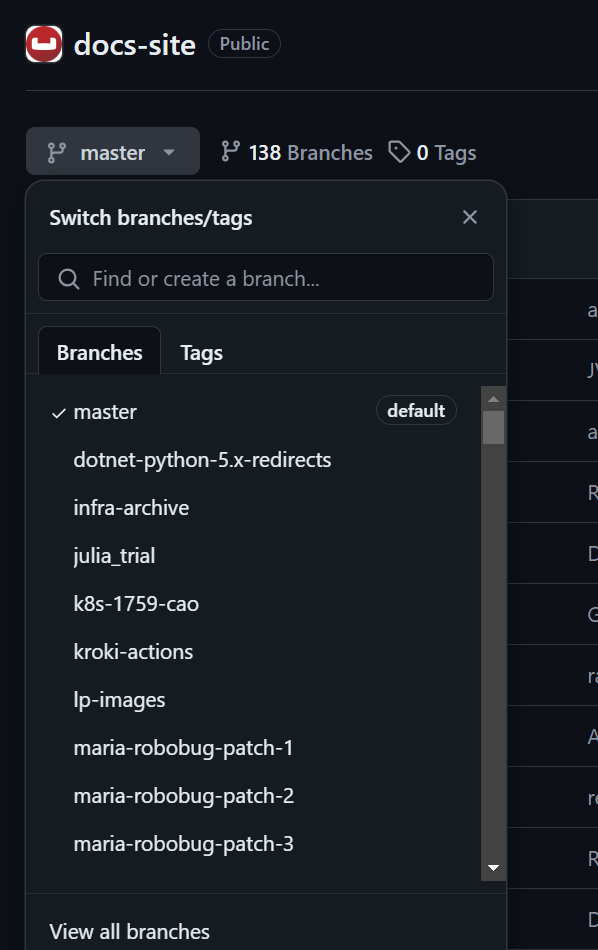 docs-site Public
master 138 Branches 0 Tags
Switch branches/tags
Find or create a branch...
Branches Tags
master default
dotnet-python-5.x-redirects
infra-archive
julia_trial
k8s-1759-cao
kroki-actions
lp-images
maria-robobug-patch-1
maria-robobug-patch-2
maria-robobug-patch-3
View all branches